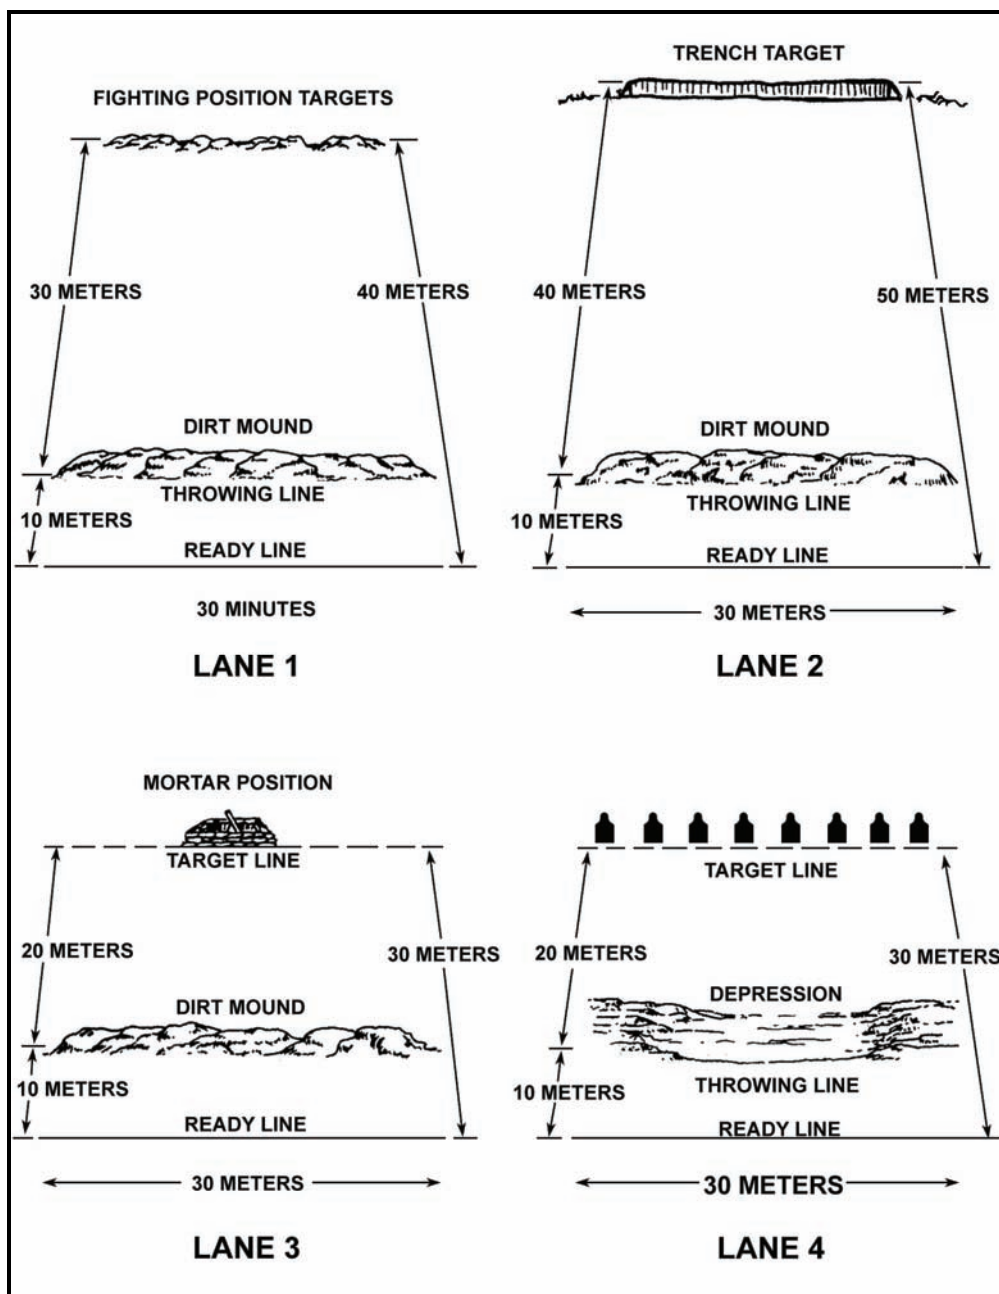 FIGHTING POSITION TARGETS
30 METERS
40 METERS
DIRT MOUND
THROWING LINE
10 METERS
READY LINE
30 MINUTES
LANE 1
TRENCH TARGET
40 METERS
50 METERS
DIRT MOUND
THROWING LINE
10 METERS
READY LINE
30 METERS
LANE 2
MORTAR POSITION
TARGET LINE
20 METERS
30 METERS
DIRT MOUND
10 METERS
READY LINE
30 METERS
LANE 3
TARGET LINE
20 METERS
30 METERS
DEPRESSION
THROWING LINE
10 METERS
READY LINE
30 METERS
LANE 4